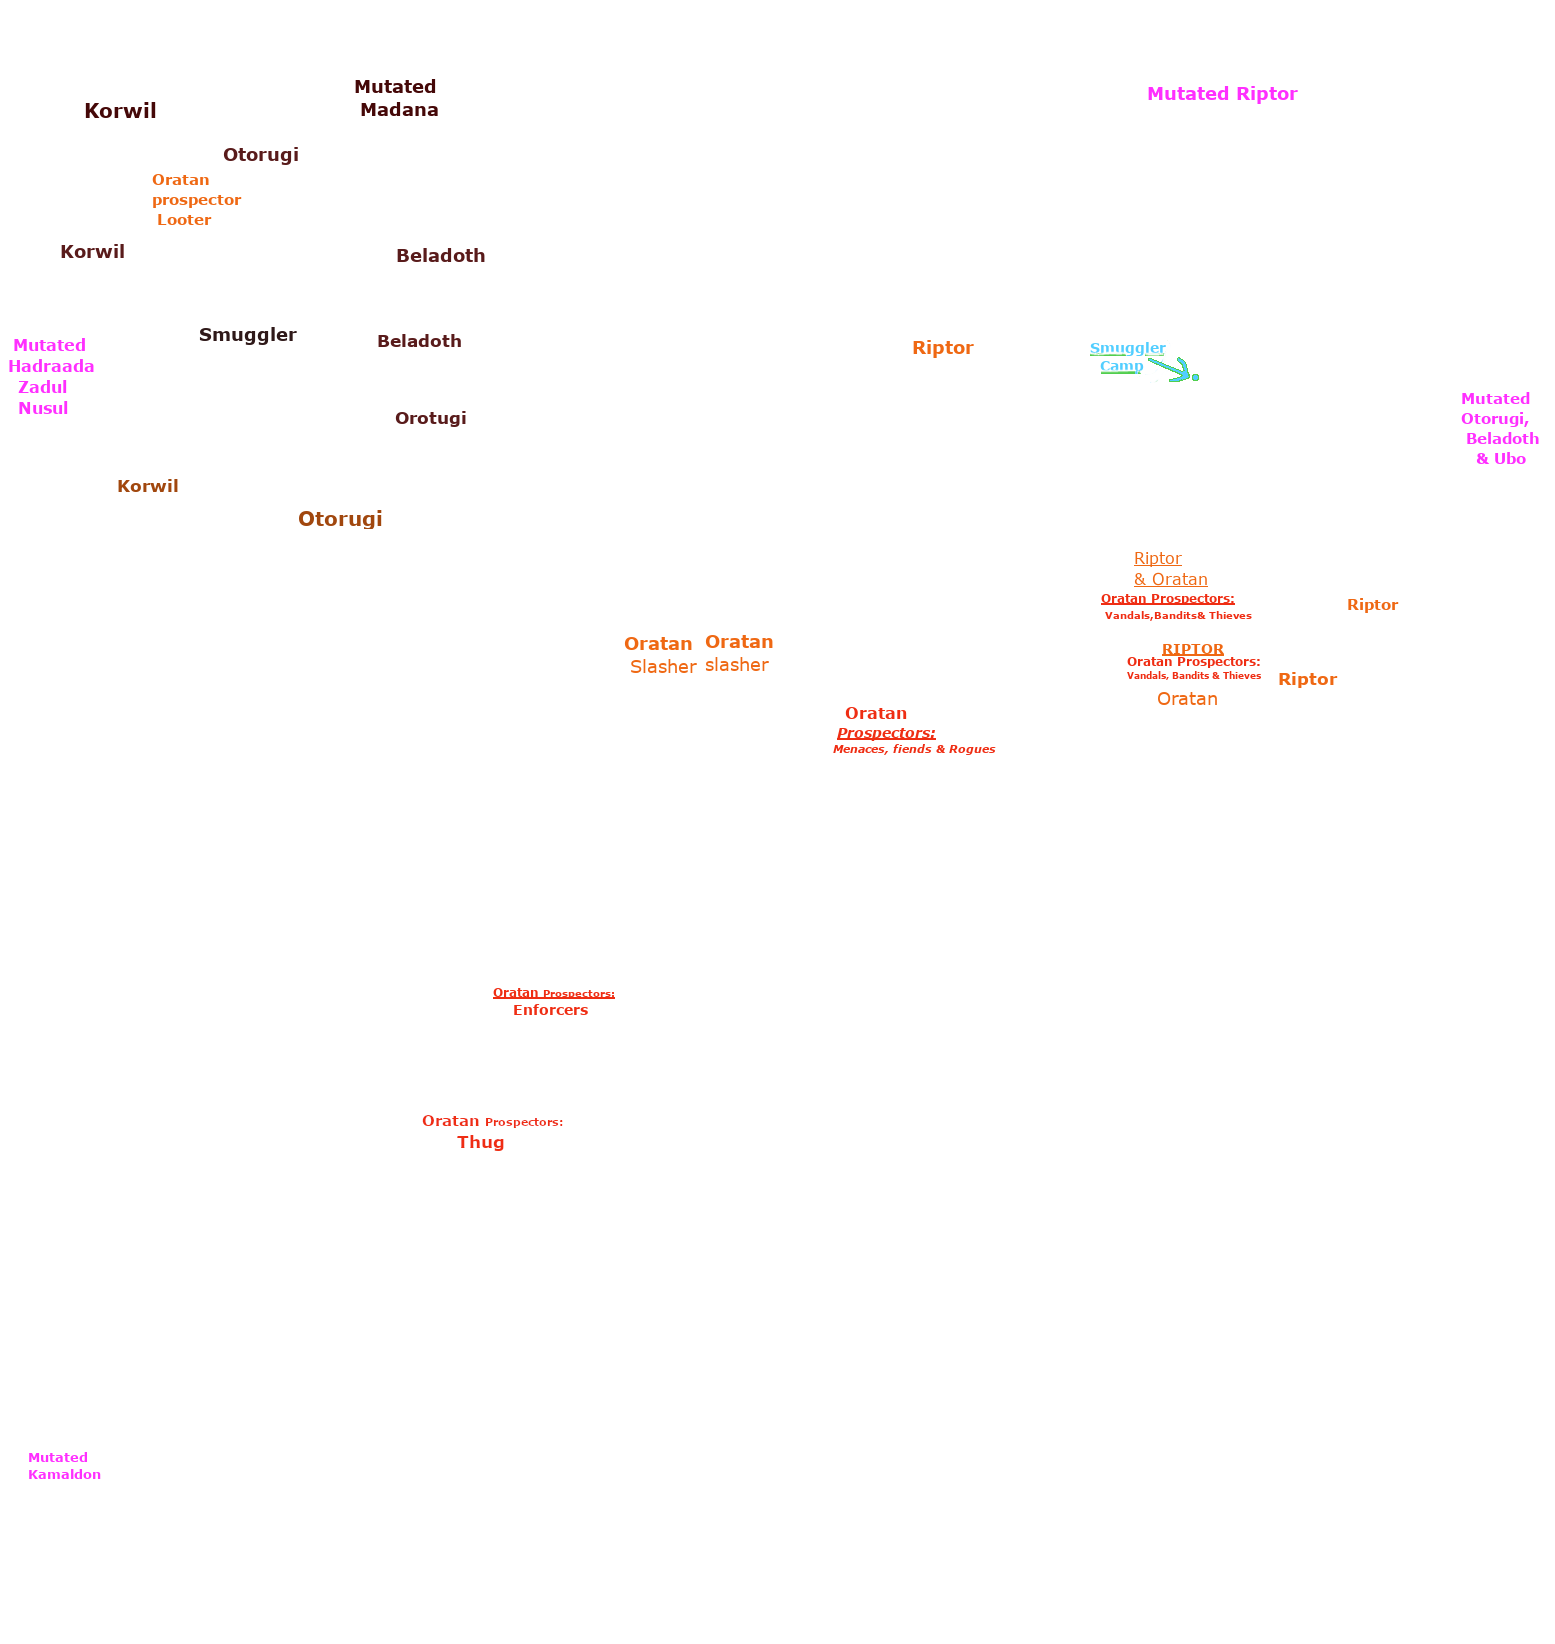 Mutated
Madana
Korwil
Mutated Riptor
Otorugi
Oratan
prospector
Looter
Korwil
Beladoth
Smuggler
Beladoth
Mutated
Hadraada
Zadul
Nusul
Riptor
Smuggler
Camp
Mutated
Otorugi,
Beladoth
& Ubo
Orotugi
Korwil
Otorugi
Riptor
& Oratan
Oratan Prospectors:
Vandals,Bandits& Thieves
Riptor
Oratan
Slasher
Oratan
slasher
RIPTOR
Oratan Prospectors:
Vandals, Bandits & Thieves
Oratan
Riptor
Oratan
Prospectors:
Menaces, fiends & Rogues
Oratan Prospectors:
Enforcers
Oratan Prospectors:
Thug
Mutated
Kamaldon